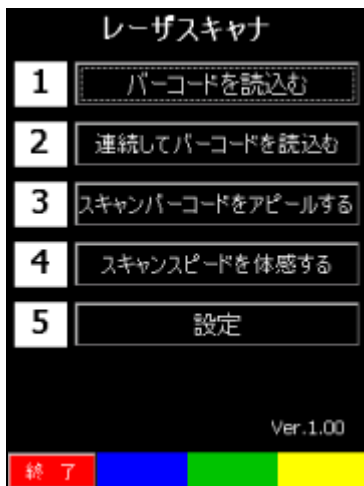 レーザスキャナ
1 バーコードを読込む
2 連続してバーコードを読込む
3 スキャンバーコードをアピールする
4 スキャンスピードを体感する
5 設定
Ver.1.00
終了